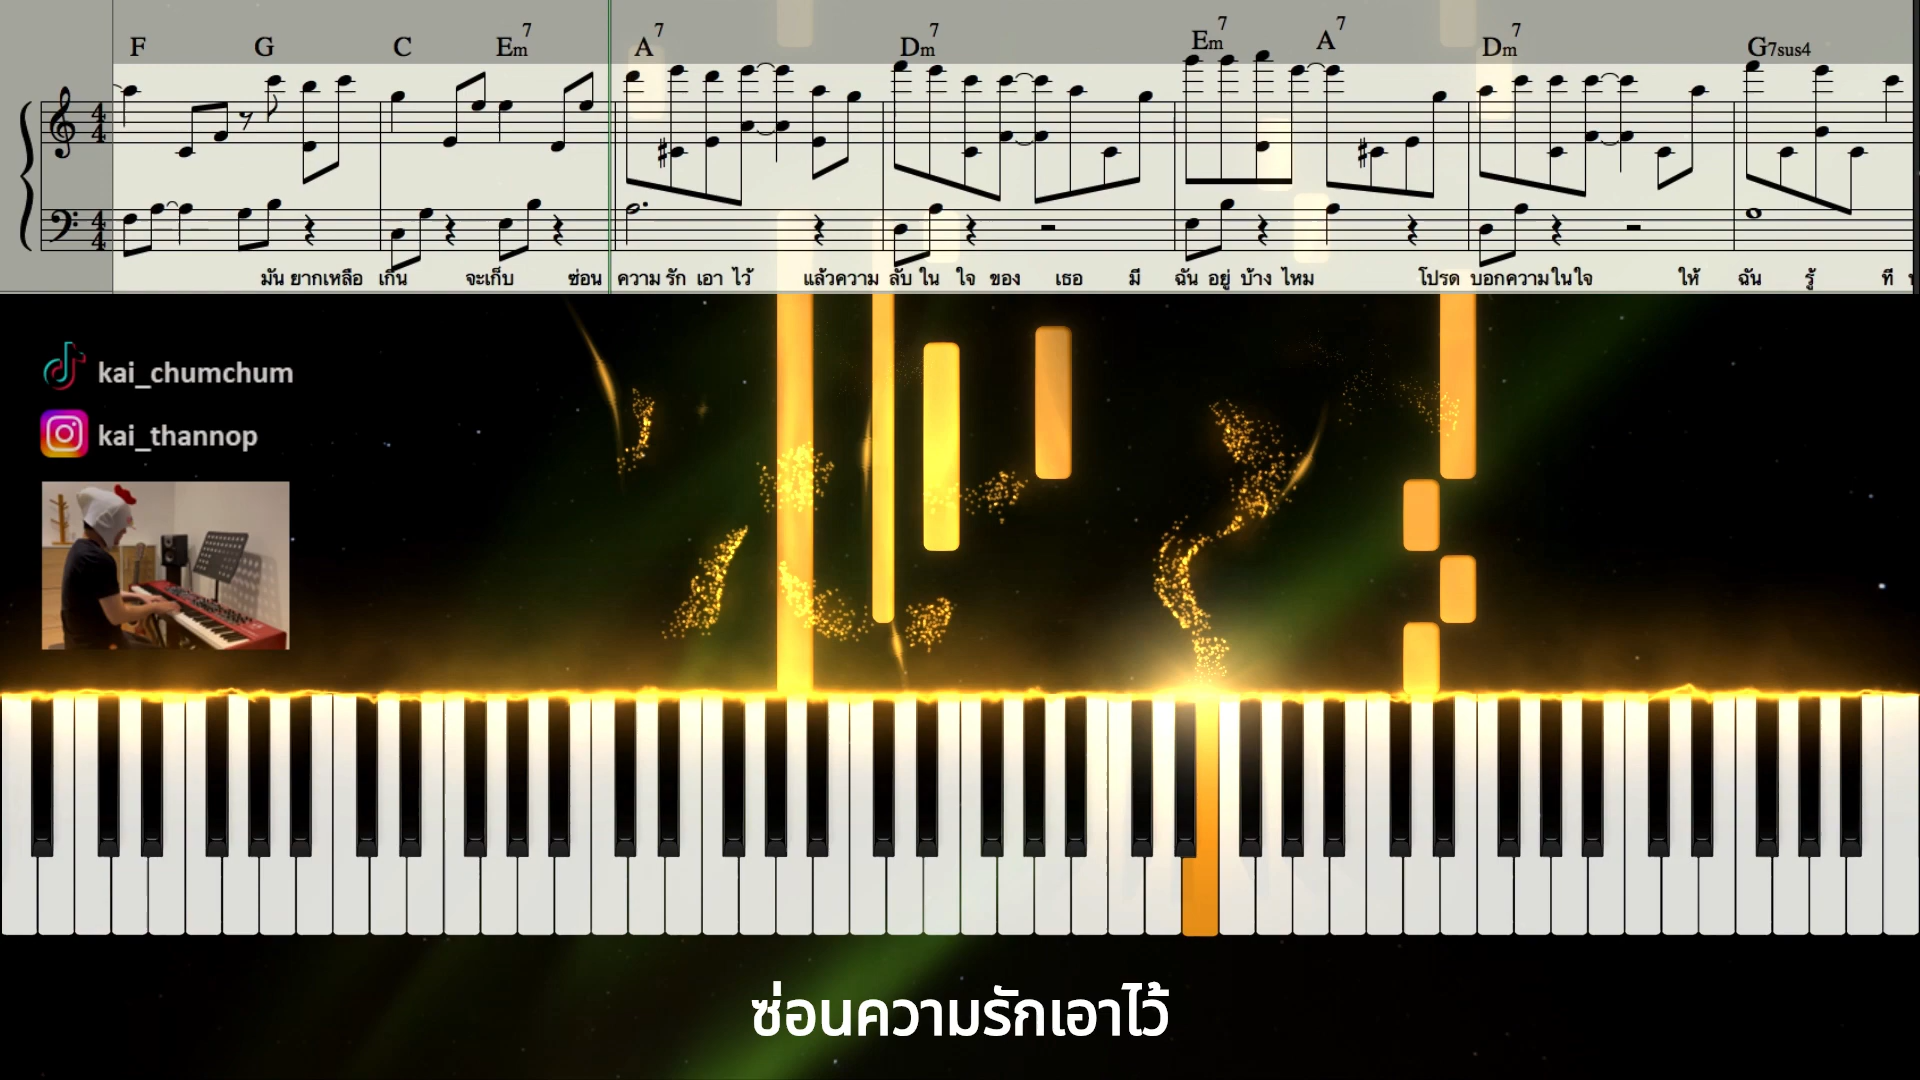 F G C Em7 A7 Dm7 Em7 A7 Dm7 G7sus4
4 4
4 4
มัน ยากเหลือ เกิน จะเก็บ ซ่อน ความ รัก เอา ไว้ แล้วความ ลับ ใน ใจ ของ เธอ มี ฉัน อยู่ บ้าง ไหม โปรด บอกความในใจ ให้ ฉัน รู้ ที
kai_chumchum
kai_thannop
ซ่อนความรักเอาไว้